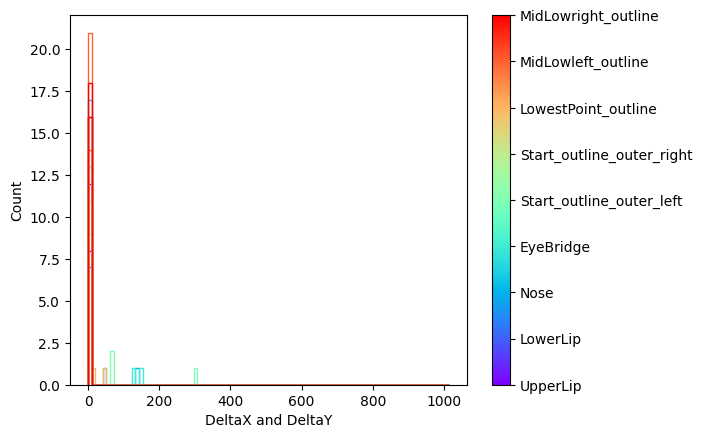 20.0
17.5
15.0
12.5
10.0
7.5
5.0
2.5
0.0
Count
0
200
400
600
800
1000
DeltaX and DeltaY
MidLowright_outline
MidLowleft_outline
LowestPoint_outline
Start_outline_outer_right
Start_outline_outer_left
EyeBridge
Nose
LowerLip
UpperLip